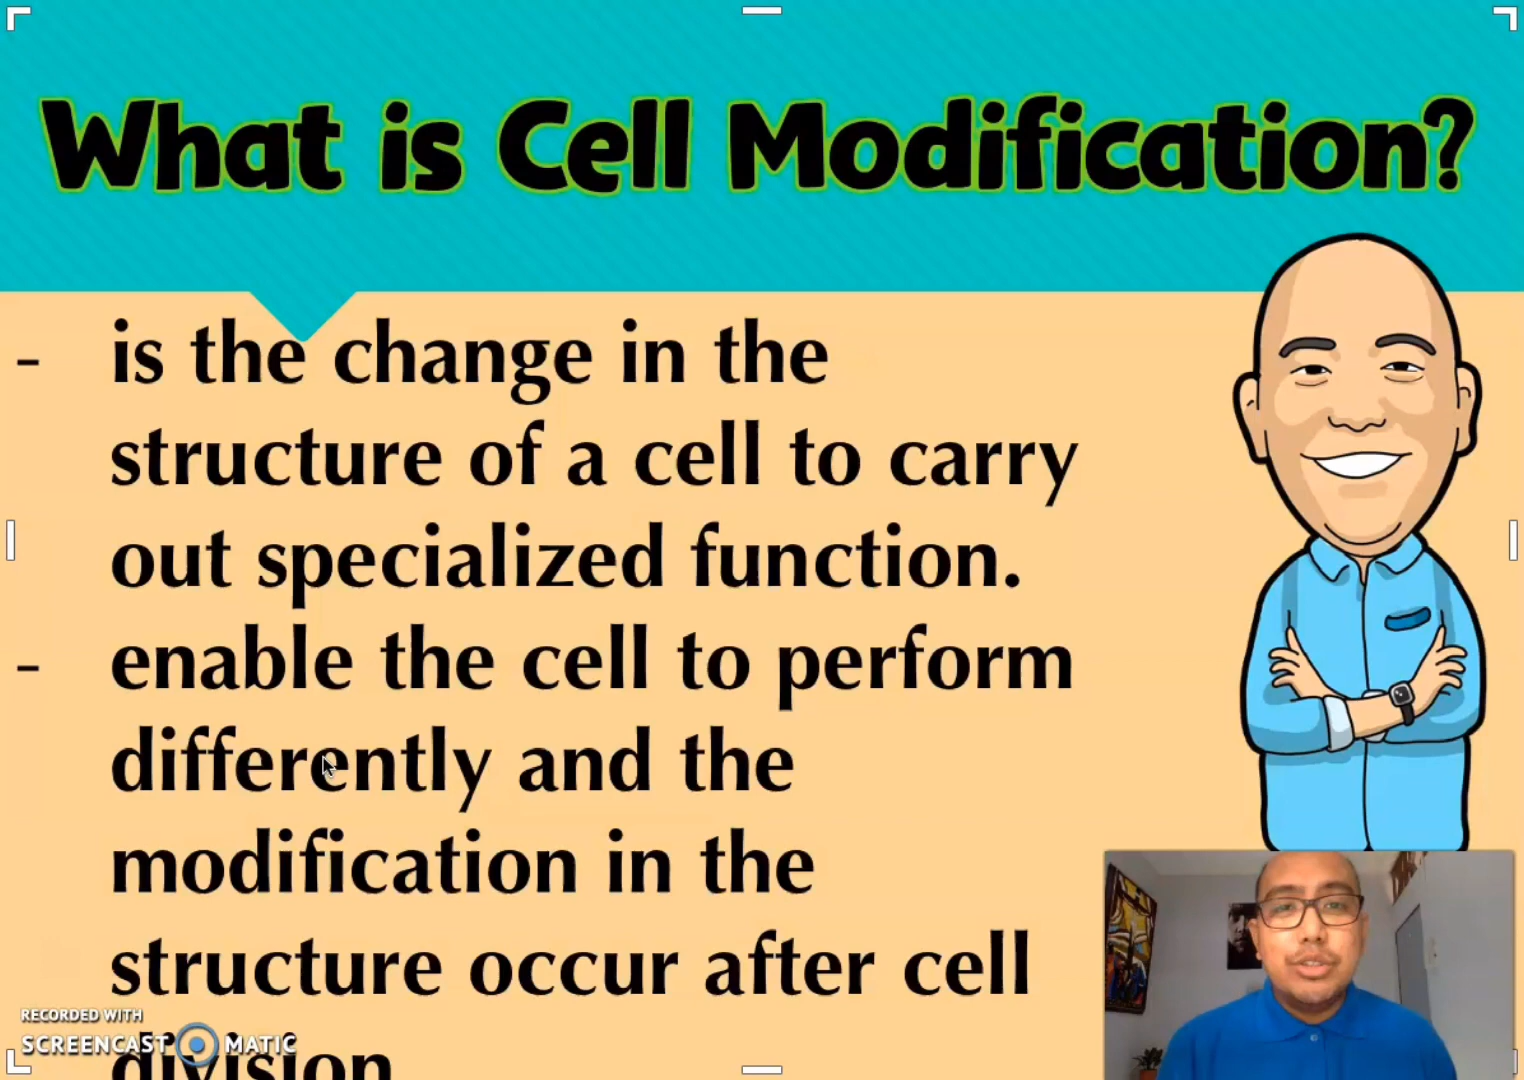 What is Cell Modification?
- is the change in the
structure of a cell to carry
out specialized function.
- enable the cell to perform
differently and the
modification in the
structure occur after cell
division
RECORDED WITH
SCREENCAST MATIC